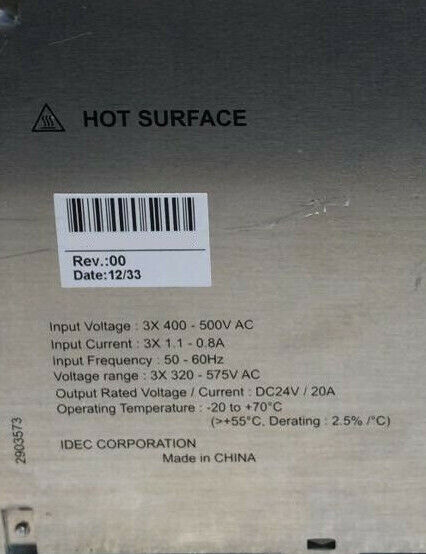 HOT SURFACE
Rev.:00
Date:12/33
Input Voltage : 3X 400 - 500V AC
Input Current : 3X 1.1 - 0.8A
Input Frequency : 50 - 60Hz
Voltage range : 3X 320 - 575V AC
Output Rated Voltage / Current : DC24V / 20A
Operating Temperature : -20 to +70°C
(>+55°C, Derating : 2.5% /°C)
IDEC CORPORATION
Made in CHINA
2903573